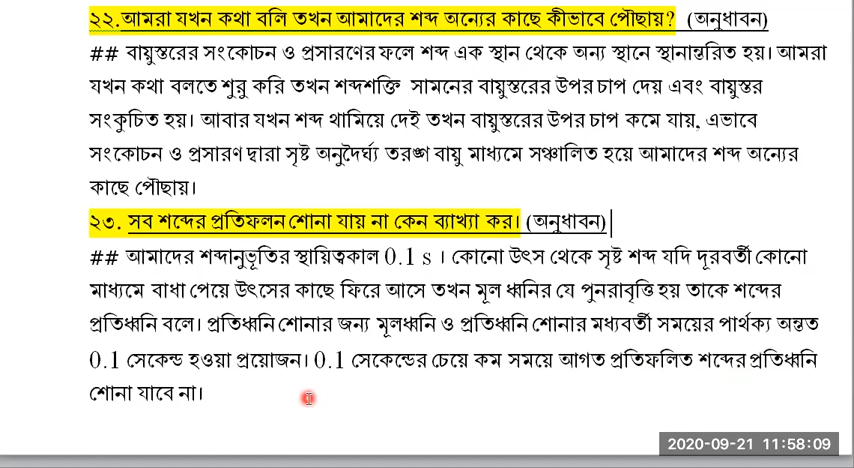 ২২.আমরা যখন কথা বলি তখন আমাদের শব্দ অন্যের কাছে কীভাবে পৌছায়? (অনুধাবন)
## বায়ুস্তরের সংকোচন ও প্রসারণের ফলে শব্দ এক স্থান থেকে অন্য স্থানে স্থানান্তরিত হয়। আমরা
যখন কথা বলতে শুরু করি তখন শব্দশক্তি সামনের বায়ুস্তরের উপর চাপ দেয় এবং বায়ুস্তর
সংকুচিত হয়। আবার যখন শব্দ থামিয়ে দেই তখন বায়ুস্তরের উপর চাপ কমে যায়, এভাবে
সংকোচন ও প্রসারণ দ্বারা সৃষ্ট অনুদৈর্ঘ্য তরঙ্গ বায়ু মাধ্যমে সঞ্চালিত হয়ে আমাদের শব্দ অন্যের
কাছে পৌছায়।
২৩. সব শব্দের প্রতিফলন শোনা যায় না কেন ব্যাখ্যা কর। (অনুধাবন)
## আমাদের শব্দানুভূতির স্থায়িত্বকাল 0.1 s । কোনো উৎস থেকে সৃষ্ট শব্দ যদি দূরবর্তী কোনো
মাধ্যমে বাধা পেয়ে উৎসের কাছে ফিরে আসে তখন মূল ধ্বনির যে পুনরাবৃত্তি হয় তাকে শব্দের
প্রতিধ্বনি বলে। প্রতিধ্বনি শোনার জন্য মূলধ্বনি ও প্রতিধ্বনি শোনার মধ্যবর্তী সময়ের পার্থক্য অন্তত
0.1 সেকেন্ড হওয়া প্রয়োজন। 0.1 সেকেন্ডের চেয়ে কম সময়ে আগত প্রতিফলিত শব্দের প্রতিধ্বনি
শোনা যাবে না।
2020-09-21 11:58:09